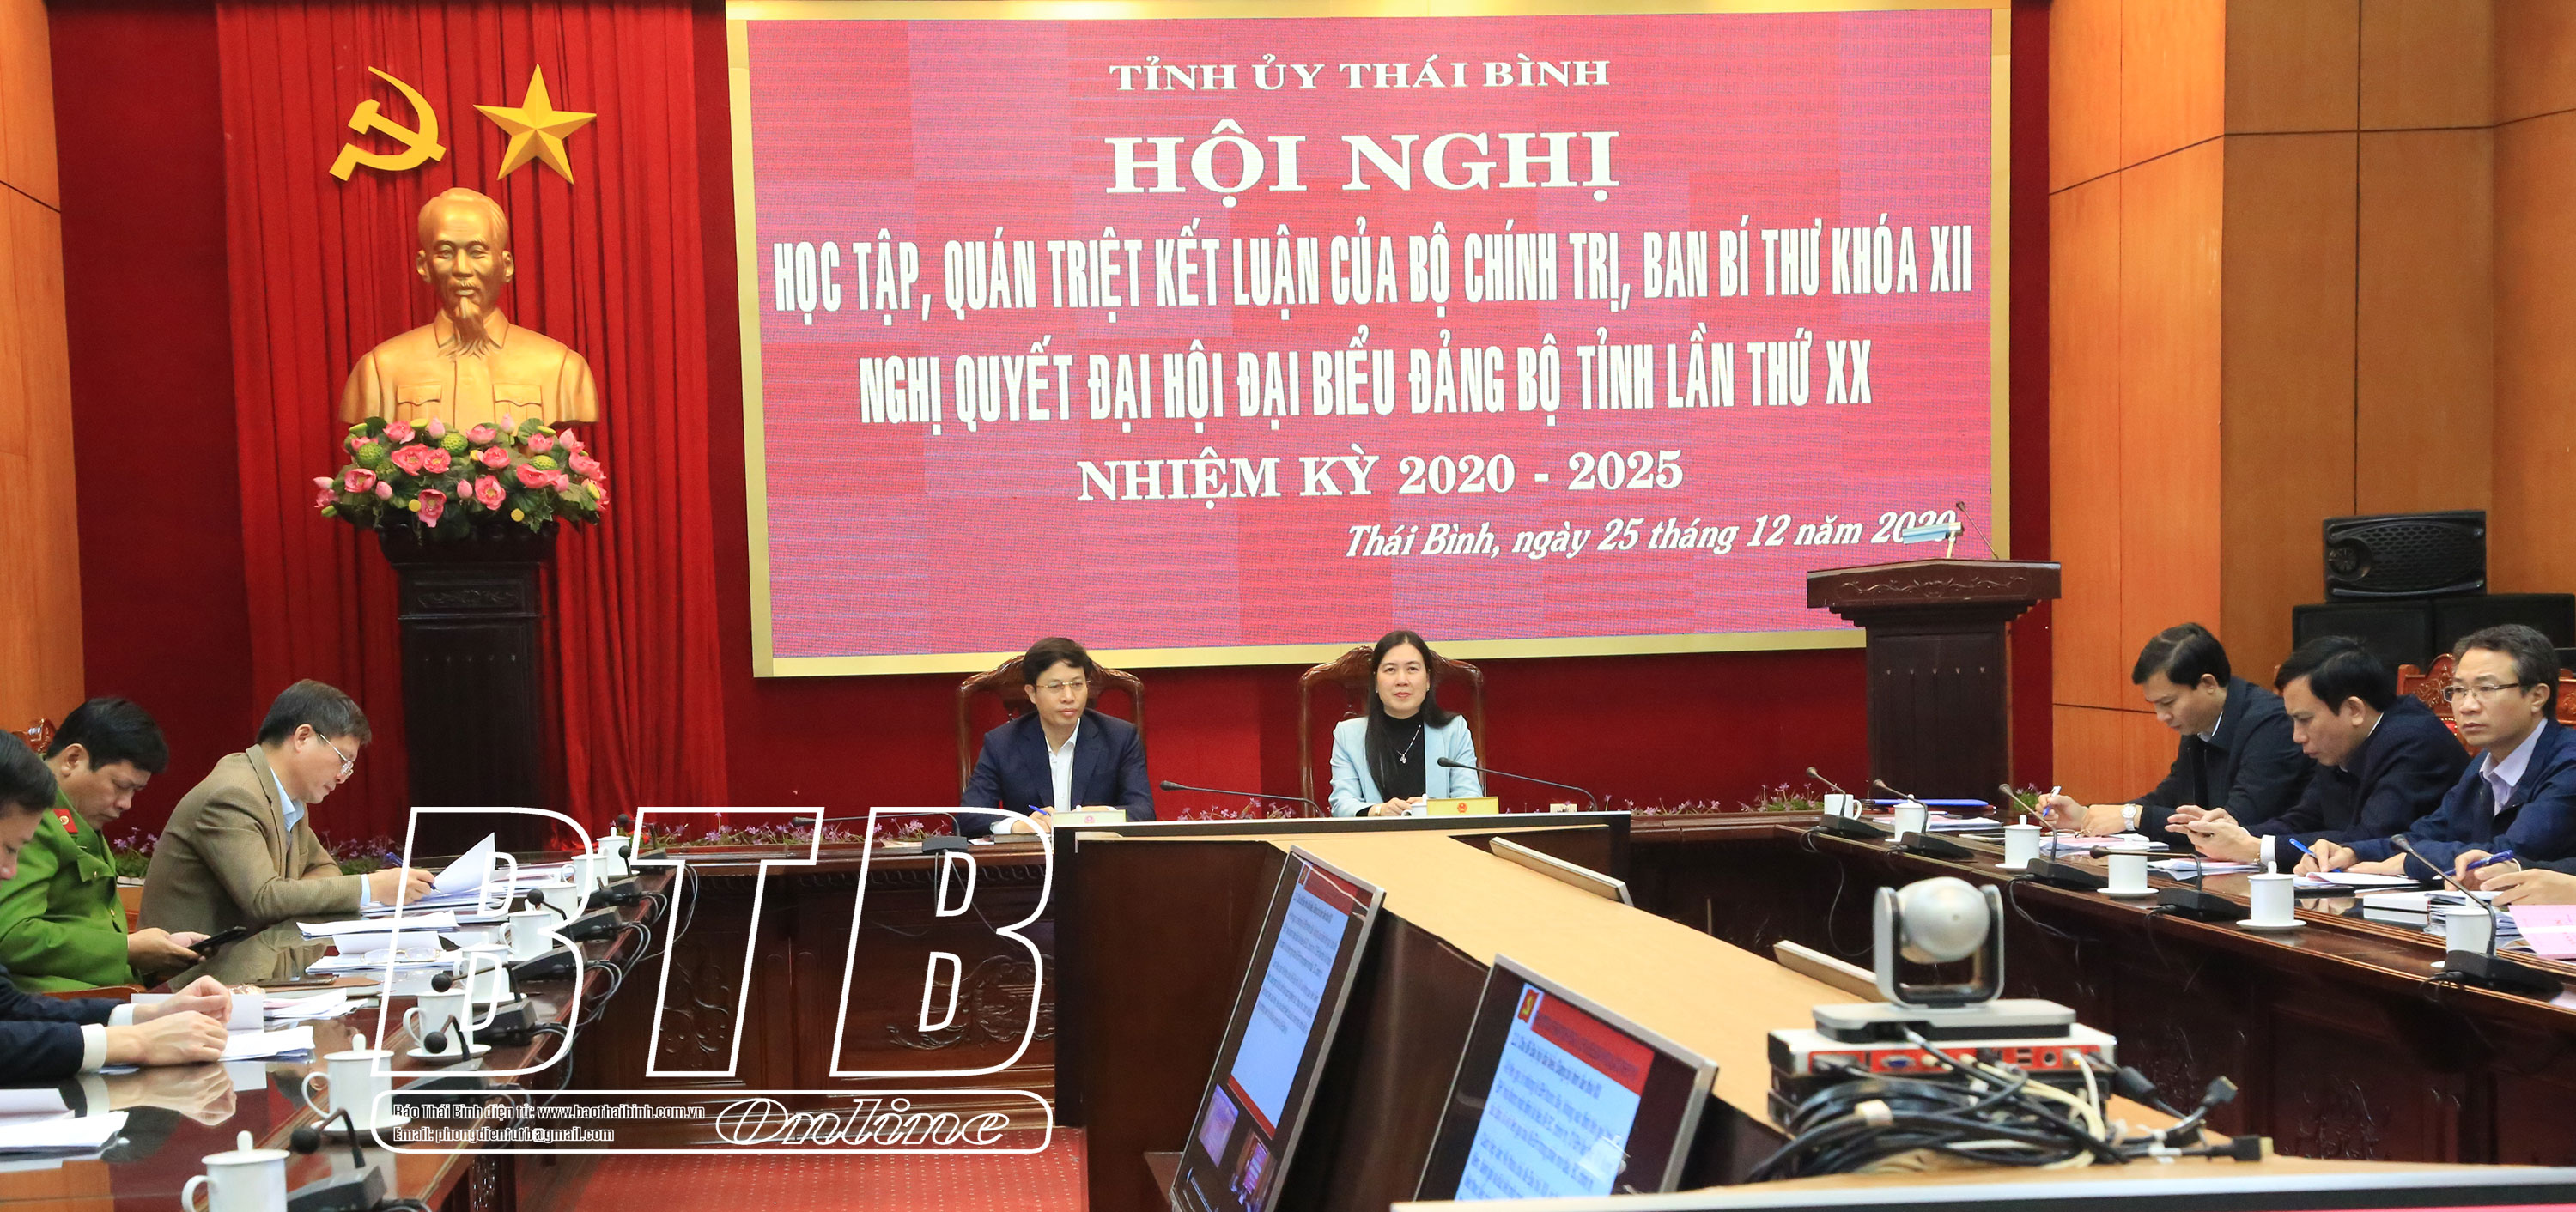 TỈNH ỦY THÁI BÌNH
HỘI NGHỊ
HỌC TẬP, QUÁN TRIỆT KẾT LUẬN CỦA BỘ CHÍNH TRỊ, BAN BÍ THƯ KHÓA XII
NGHỊ QUYẾT ĐẠI HỘI ĐẠI BIỂU ĐẢNG BỘ TỈNH LẦN THỨ XX
NHIỆM KỲ 2020 - 2025
Thái Bình, ngày 25 tháng 12 năm 2020
BTB
Online
Báo Thái Bình điện tử: www.baothaibinh.com.vn
Email: phongdientutb@gmail.com